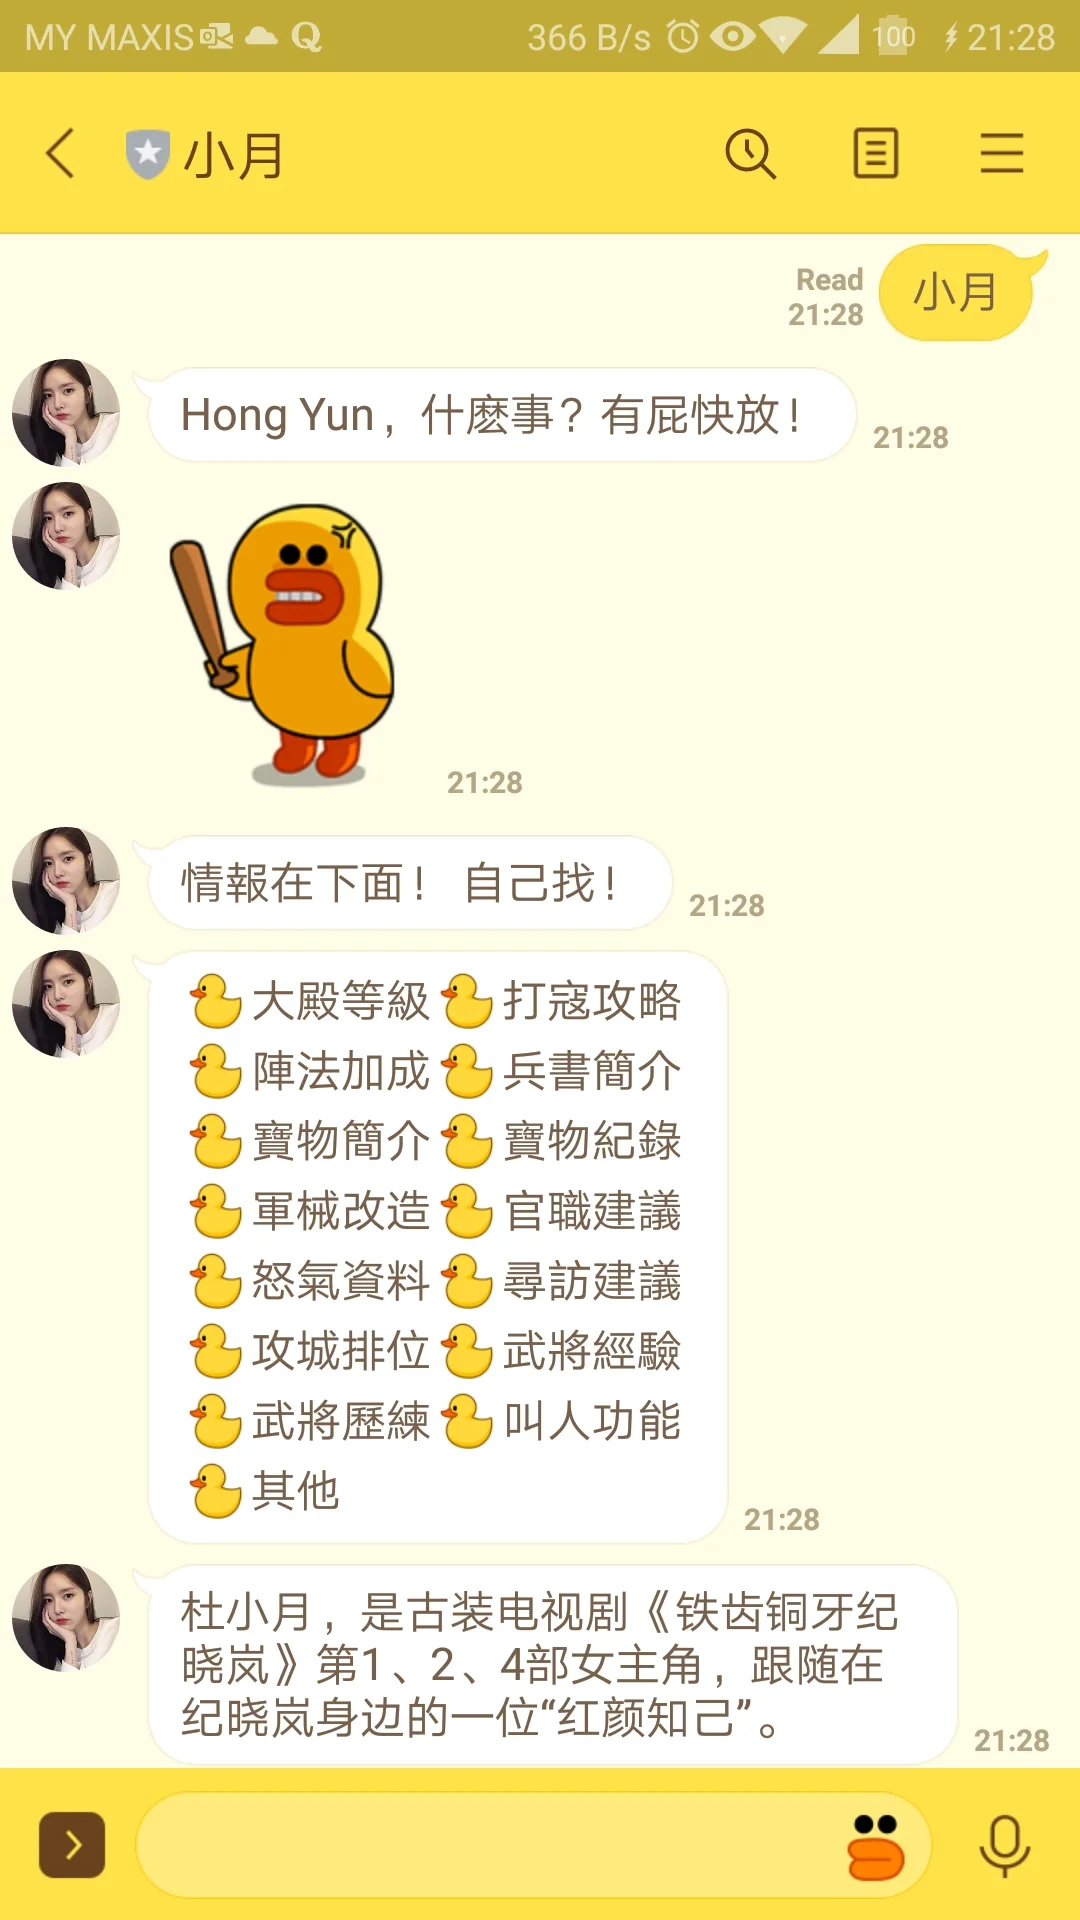 MY MAXIS 366 B/s 100 21:28
小月
Read
21:28
小月
Hong Yun，什麽事？有屁快放！
21:28
21:28
情報在下面！ 自己找！
21:28
大殿等級 打寇攻略
陣法加成 兵書簡介
寶物簡介 寶物紀錄
軍械改造 官職建議
怒氣資料 尋訪建議
攻城排位 武將經驗
武將歷練 叫人功能
其他
21:28
杜小月，是古装电视剧《铁齿铜牙纪
晓岚》第1、2、4部女主角，跟随在
纪晓岚身边的一位“红颜知己”。
21:28